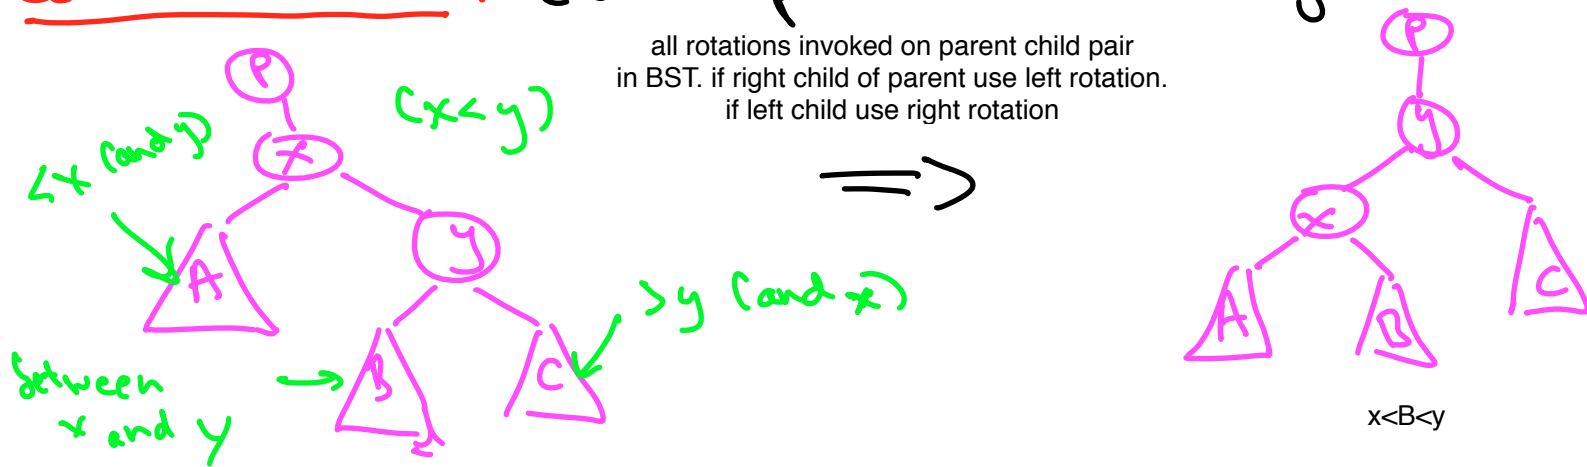 all rotations invoked on parent child pair
in BST. if right child of parent use left rotation.
if left child use right rotation
P
(x<y)
<x (and y)
x
A
y
>y (and x)
between
x and y
B
C
P
y
x
A
B
C
x<B<y